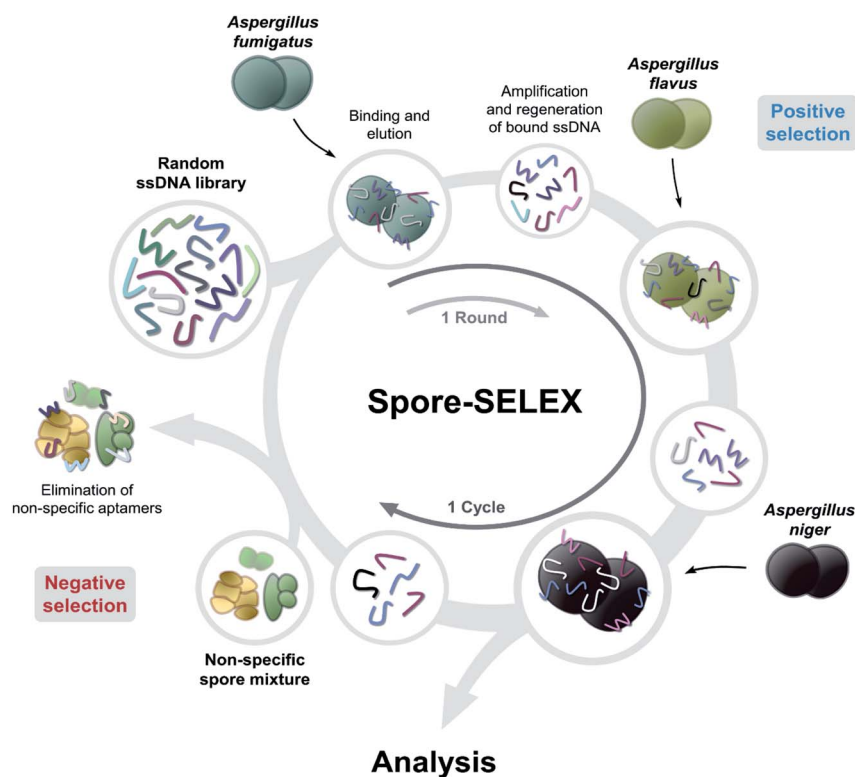 Aspergillus
fumigatus
Binding and
elution
Amplification
and regeneration
of bound ssDNA
Aspergillus
flavus
Positive
selection
Random
ssDNA library
1 Round
Spore-SELEX
1 Cycle
Elimination of
non-specific aptamers
Aspergillus
niger
Negative
selection
Non-specific
spore mixture
Analysis